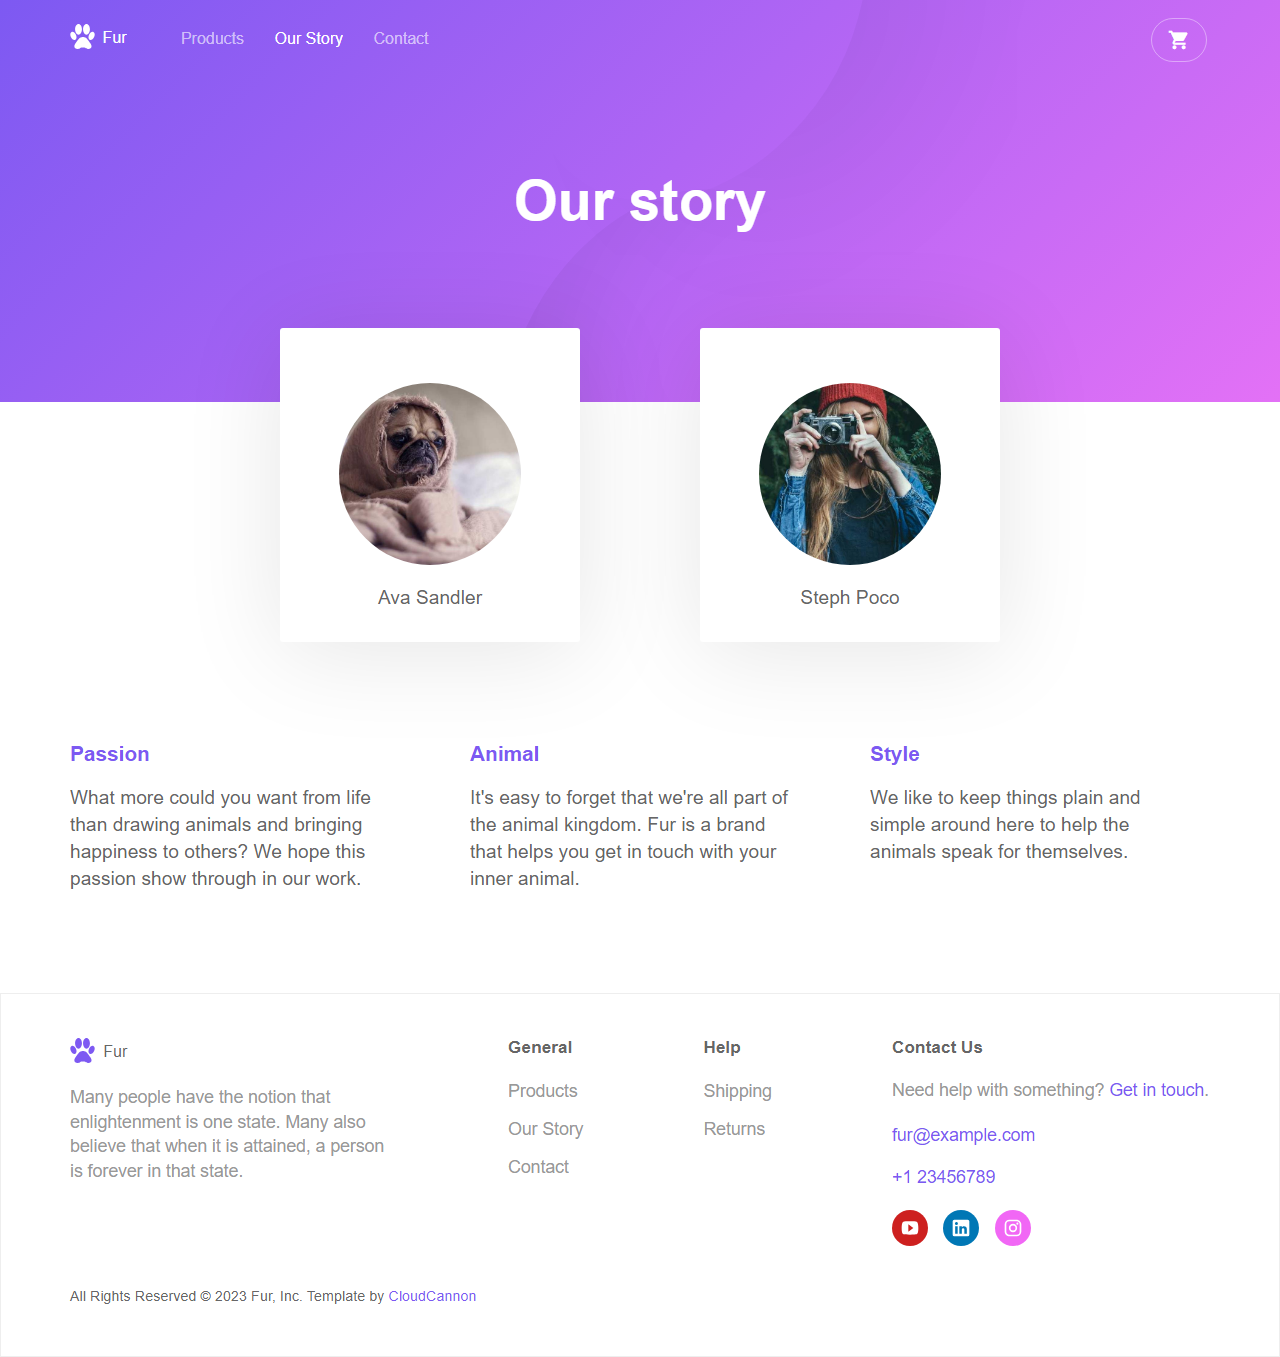 Fur
Products
Our Story
Contact
Our story
Ava Sandler
Steph Poco
Passion
What more could you want from life
than drawing animals and bringing
happiness to others? We hope this
passion show through in our work.
Animal
It's easy to forget that we're all part of
the animal kingdom. Fur is a brand
that helps you get in touch with your
inner animal.
Style
We like to keep things plain and
simple around here to help the
animals speak for themselves.
Fur
Many people have the notion that
enlightenment is one state. Many also
believe that when it is attained, a person
is forever in that state.
General
Products
Our Story
Contact
Help
Shipping
Returns
Contact Us
Need help with something? Get in touch.
fur@example.com
+1 23456789
All Rights Reserved © 2023 Fur, Inc. Template by CloudCannon